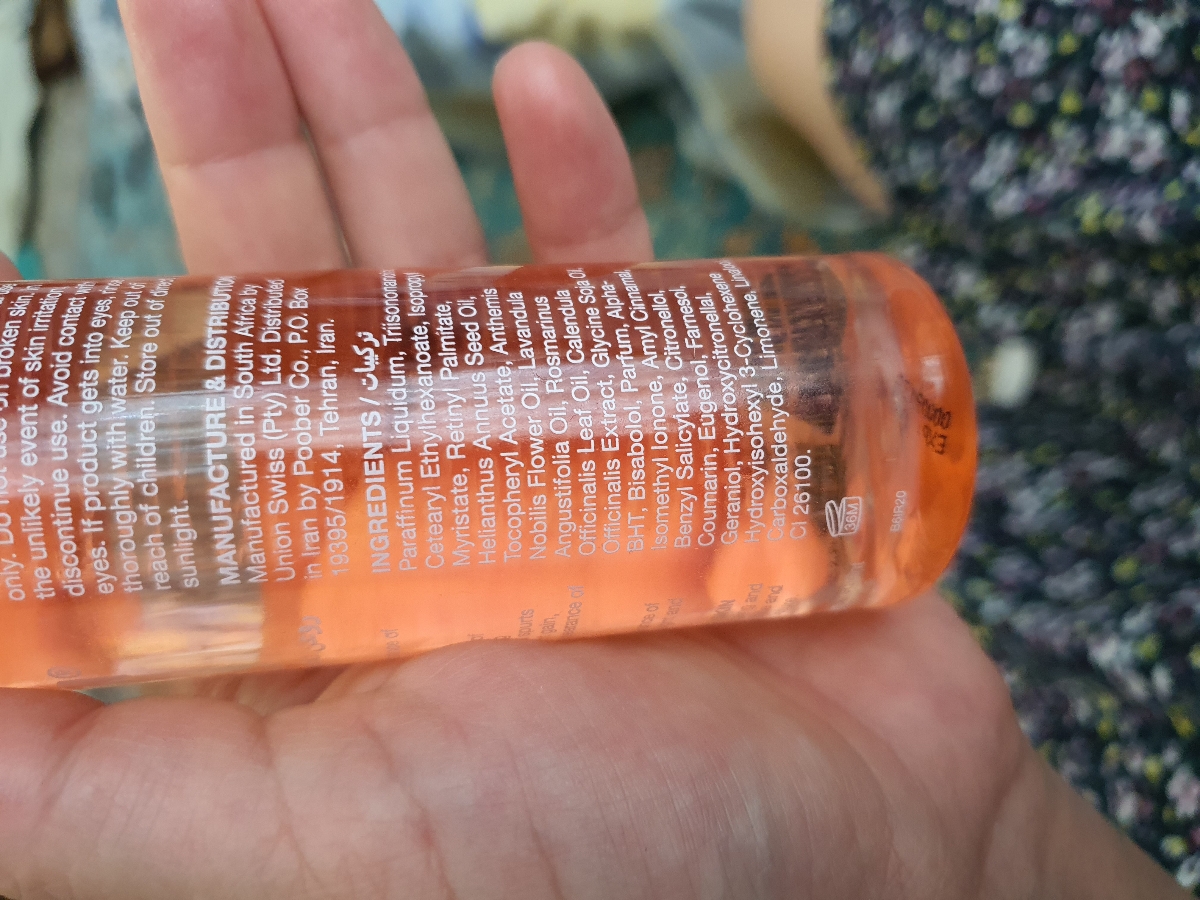 only. Do not use on broken skin.
the unlikely event of skin irritation
discontinue use. Avoid contact with
eyes. If product gets into eyes,
thoroughly with water. Keep out of
reach of children. Store out of direct
sunlight.
MANUFACTURE & DISTRIBUTION
Manufactured in South Africa by
Union Swiss (Pty) Ltd. Distributed
in Iran by Poober Co., P.O. Box
19395/1914, Tehran, Iran.
INGREDIENTS / ترکیبات
Paraffinum Liquidum, Triisononanoin
Cetearyl Ethylhexanoate, Isopropyl
Myristate, Retinyl Palmitate,
Helianthus Annuus Seed Oil,
Tocopheryl Acetate, Anthemis
Nobilis Flower Oil, Lavandula
Angustifolia Oil, Rosmarinus
Officinalis Leaf Oil, Calendula
Officinalis Extract, Glycine Soja Oil
BHT, Bisabolol, Parfum, Alpha-
Isomethyl Ionone, Amyl Cinnamal
Benzyl Salicylate, Citronellol,
Coumarin, Eugenol, Farnesol,
Geraniol, Hydroxycitronellal,
Hydroxyisohexyl 3-Cyclohexene
Carboxaldehyde, Limonene, Linalool
CI 26100.
36M